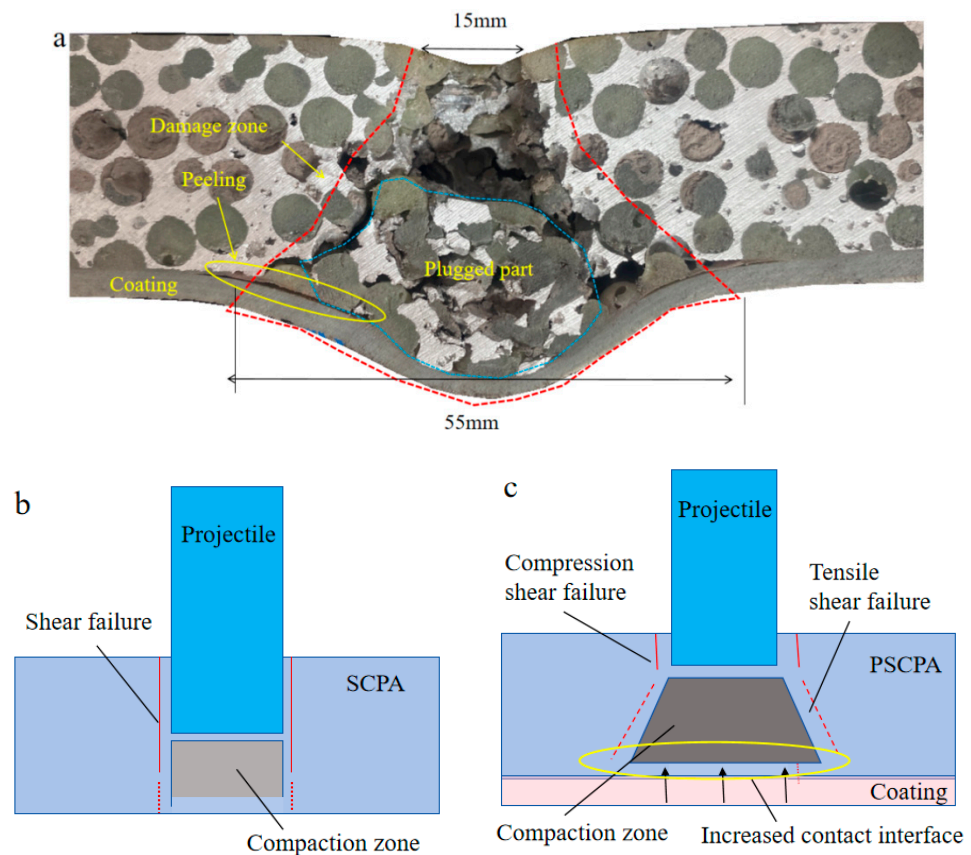 15mm
a
Damage zone
Peeling
Coating
Plugged part
55mm
b
Projectile
Shear failure
SCPA
Compaction zone
c
Projectile
Compression
shear failure
Tensile
shear failure
PSCPA
Coating
Compaction zone
Increased contact interface